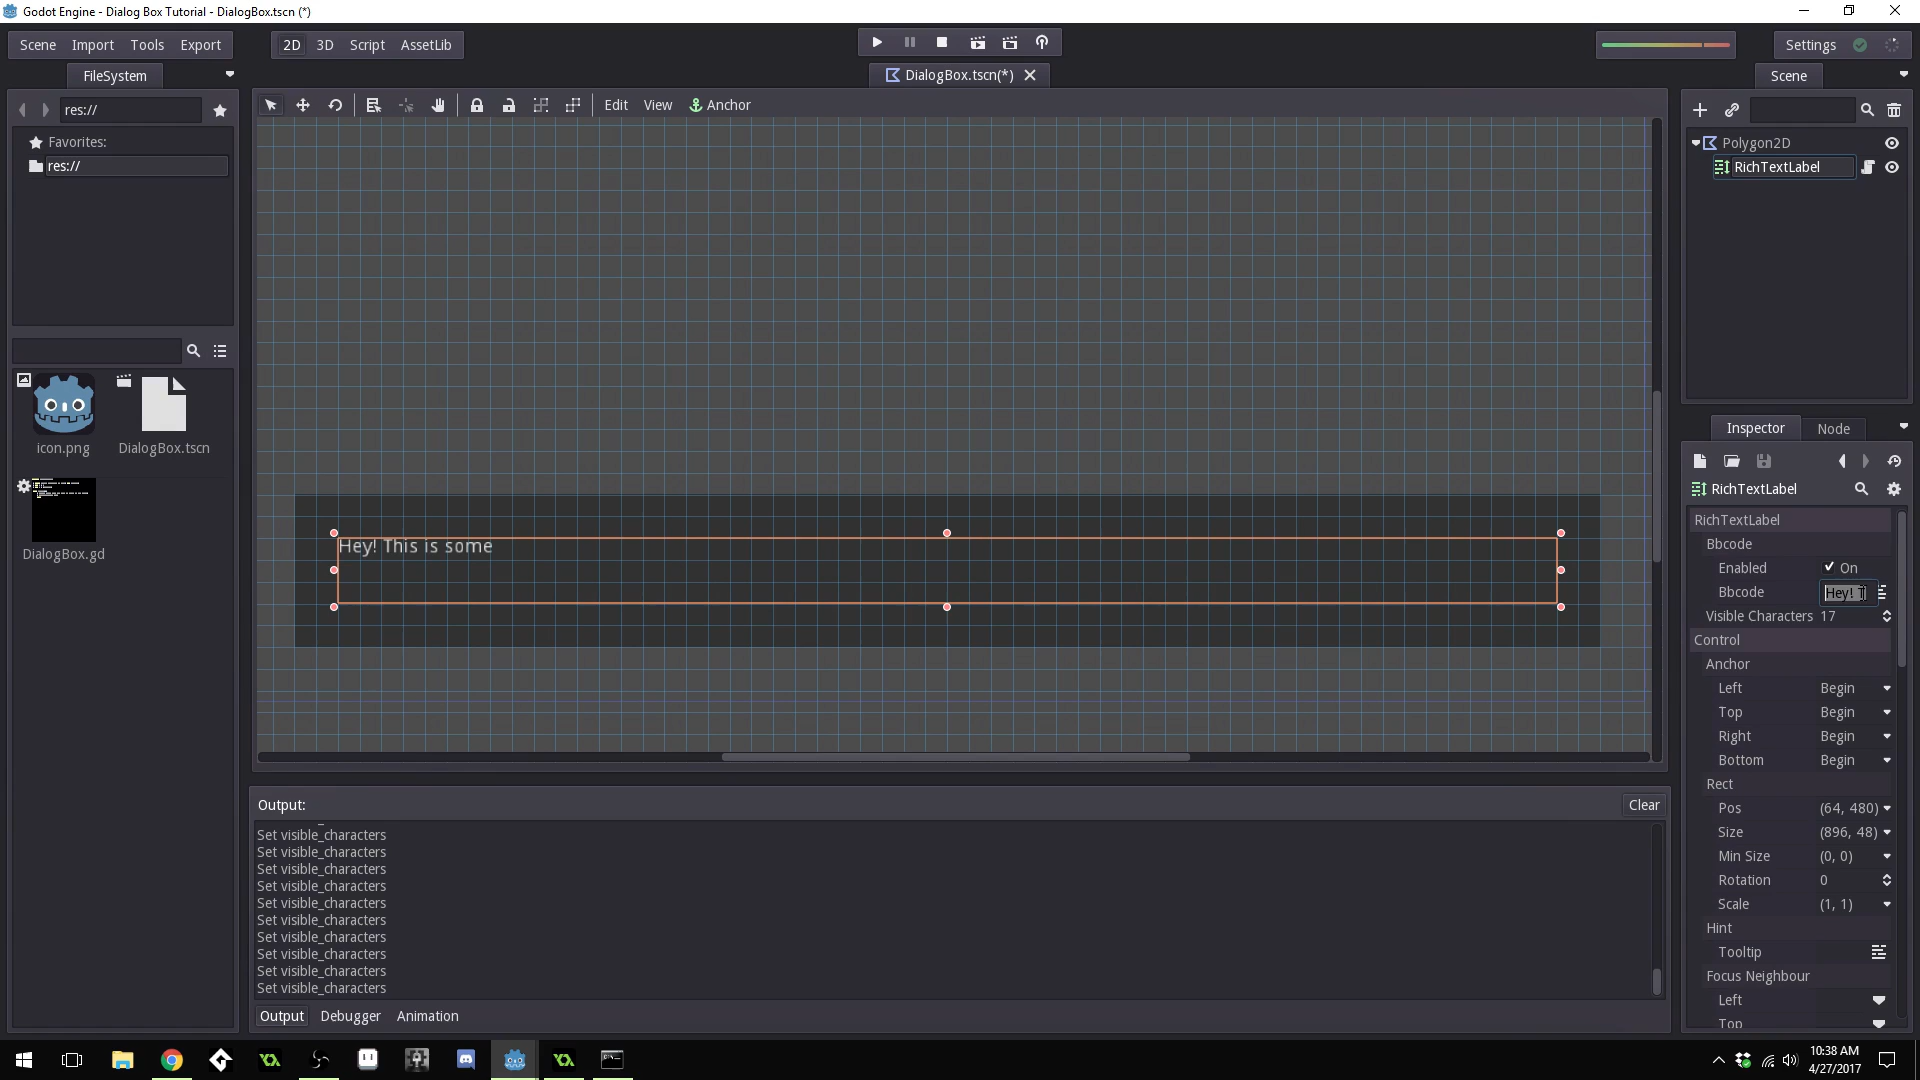 Godot Engine - Dialog Box Tutorial - DialogBox.tscn (*)
Scene Import Tools Export
2D 3D Script AssetLib
Settings
FileSystem
DialogBox.tscn(*)
Scene
res://
Edit View Anchor
Favorites:
res://
Polygon2D
RichTextLabel
icon.png
DialogBox.tscn
DialogBox.gd
Hey! This is some
Inspector Node
RichTextLabel
RichTextLabel
Bbcode
Enabled On
Bbcode Hey!
Visible Characters 17
Control
Anchor
Left Begin
Top Begin
Right Begin
Bottom Begin
Rect
Pos (64, 480)
Size (896, 48)
Min Size (0, 0)
Rotation 0
Scale (1, 1)
Hint
Tooltip
Focus Neighbour
Left
Top
Output:
Clear
Set visible_characters
Set visible_characters
Set visible_characters
Set visible_characters
Set visible_characters
Set visible_characters
Set visible_characters
Set visible_characters
Set visible_characters
Set visible_characters
Output Debugger Animation
10:38 AM
4/27/2017